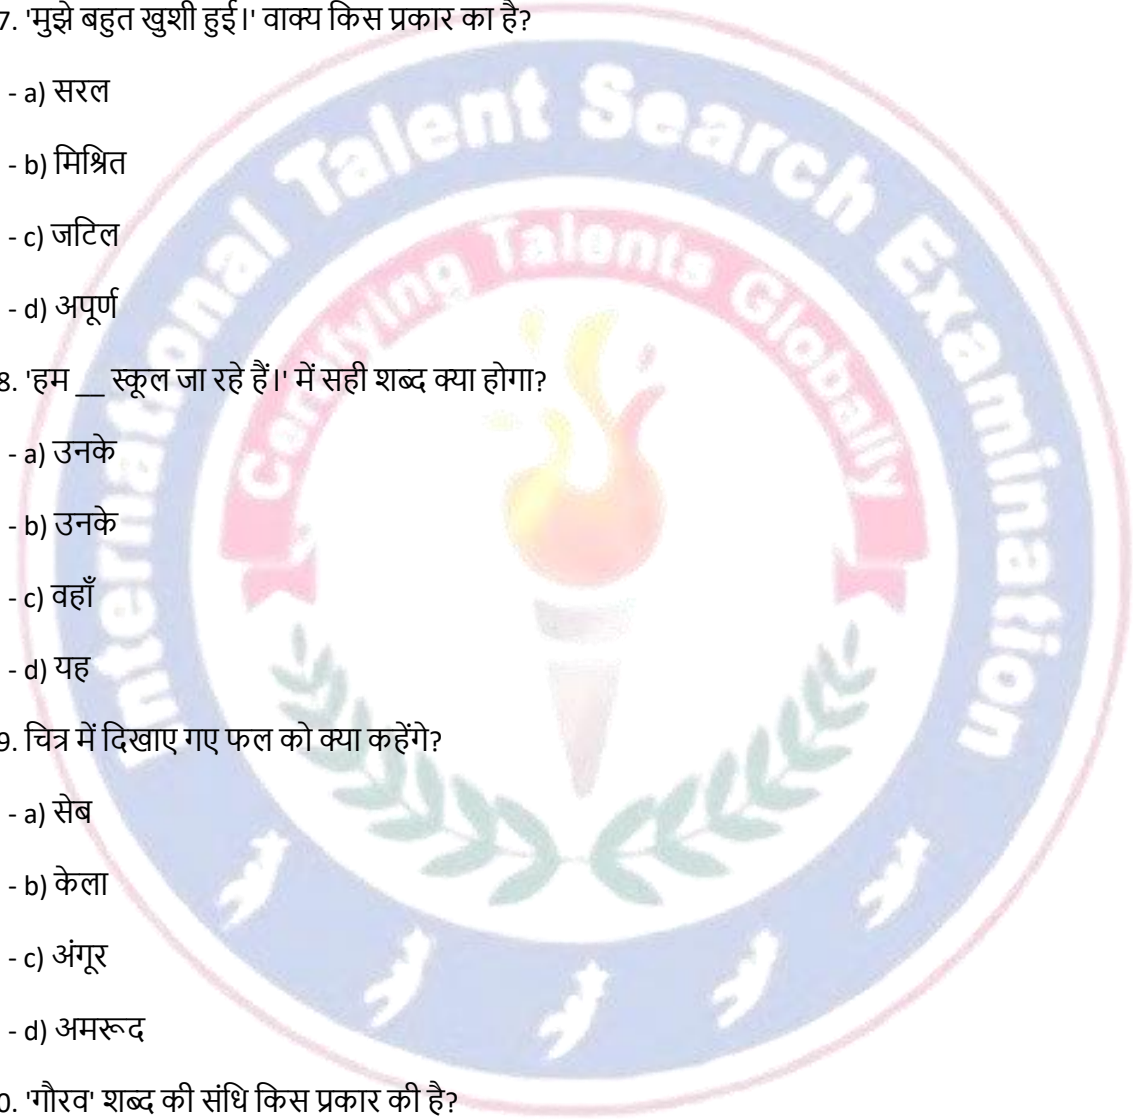 7. 'मुझे बहुत खुशी हुई।' वाक्य किस प्रकार का है?
- a) सरल
- b) मिश्रित
- c) जटिल
- d) अपूर्ण
8. 'हम __ स्कूल जा रहे हैं।' में सही शब्द क्या होगा?
- a) उनके
- b) उनके
- c) वहाँ
- d) यह
9. चित्र में दिखाए गए फल को क्या कहेंगे?
- a) सेब
- b) केला
- c) अंगूर
- d) अमरूद
0. 'गौरव' शब्द की संधि किस प्रकार की है?
International Talent Search Examination
Certifying Talents Globally